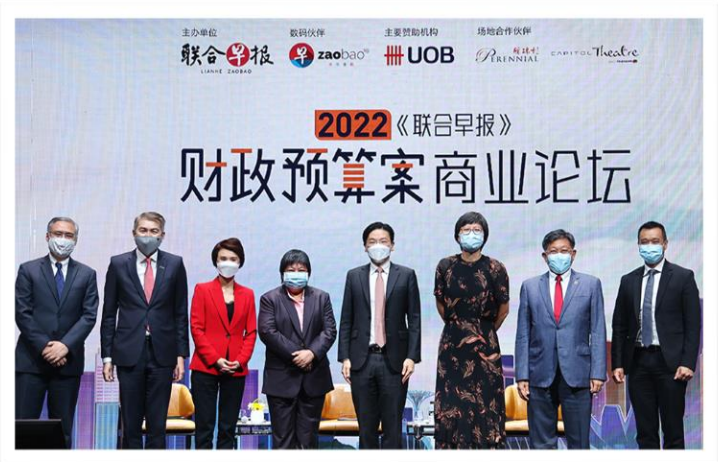 主办单位
数码伙伴
主要赞助机构
场地合作伙伴
联合早报
LIANHE ZAOBAO
早 zaobao
UOB
PERENNIAL
CAPITOL Theatre
2022《联合早报》
财政预算案商业论坛